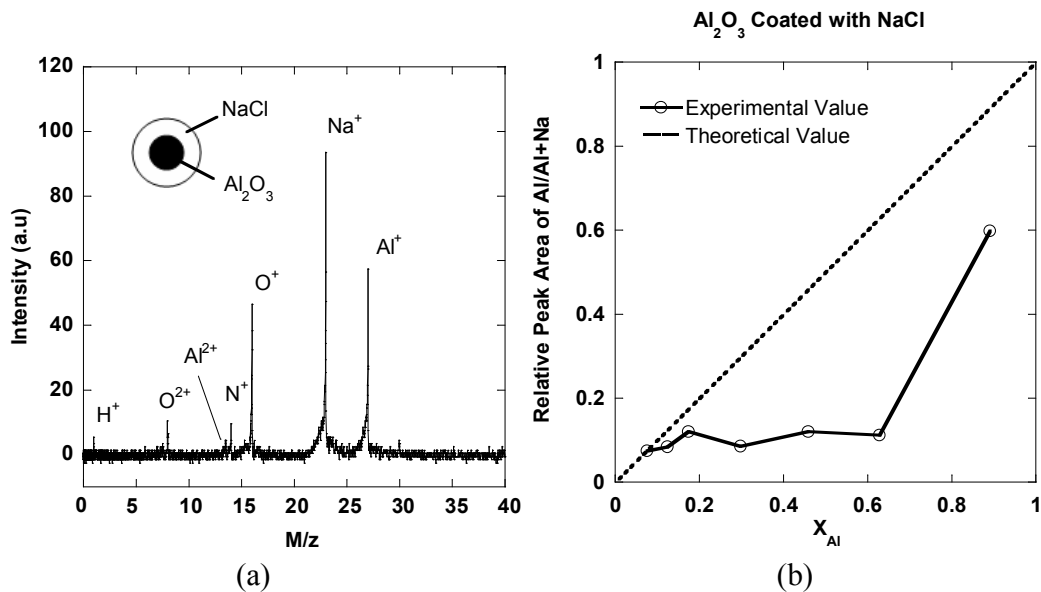 120
100
80
60
40
20
0
0 5 10 15 20 25 30 35 40
Intensity (a.u)
M/z
NaCl
Al₂O₃
H⁺
O²⁺
Al²⁺
N⁺
O⁺
Na⁺
Al⁺
(a)
Al₂O₃ Coated with NaCl
1
0.8
0.6
0.4
0.2
0
0 0.2 0.4 0.6 0.8 1
Relative Peak Area of Al/Al+Na
X_Al
Experimental Value
Theoretical Value
(b)